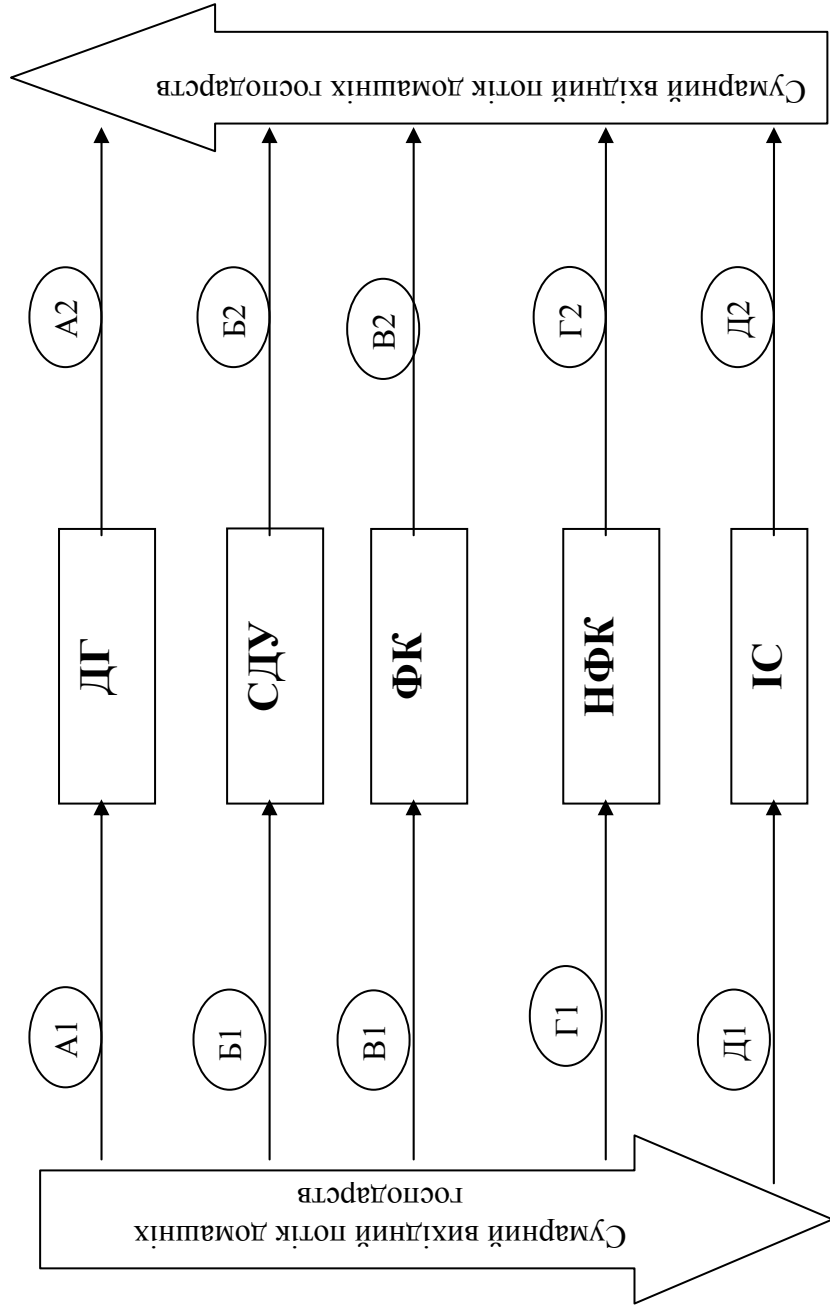 Сумарний вихідний потік домашніх
господарств
А1
Б1
В1
Г1
Д1
ДГ
СДУ
ФК
НФК
ІС
А2
Б2
В2
Г2
Д2
Сумарний вхідний потік домашніх господарств